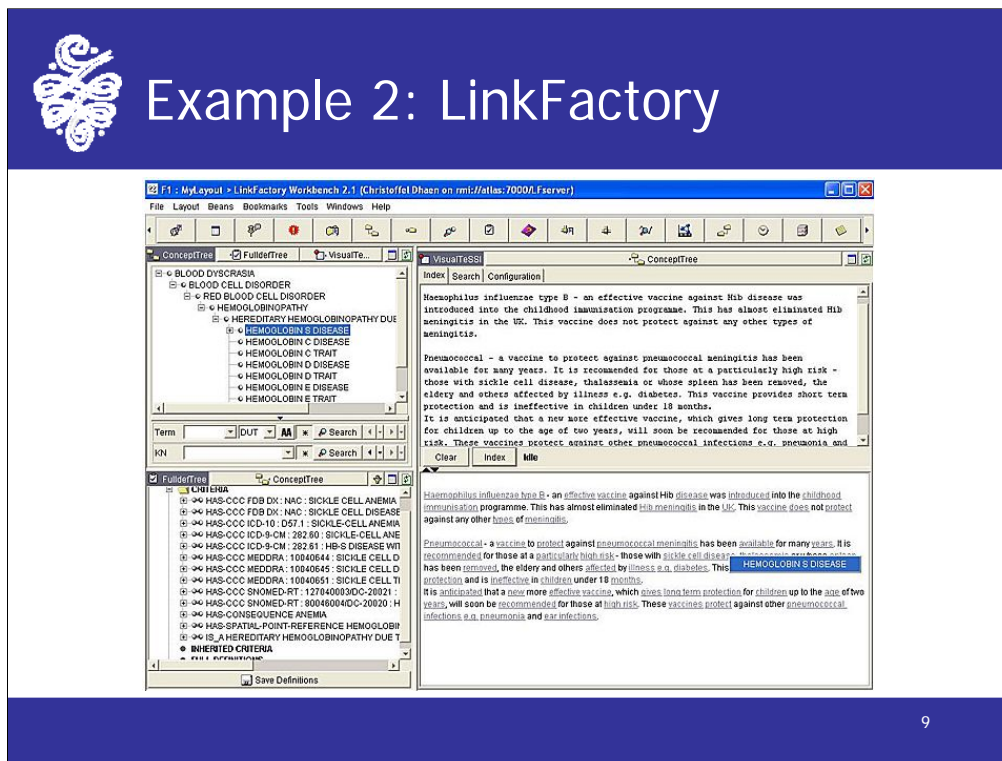 Example 2: LinkFactory
F1 : MyLayout > LinkFactory Workbench 2.1 (Christoffel Dhaen on rmi://atlas:7000/LFserver)
File Layout Beans Bookmarks Tools Windows Help
ConceptTree FulldefTree VisualTe...
BLOOD DYSCRASIA
BLOOD CELL DISORDER
RED BLOOD CELL DISORDER
HEMOGLOBINOPATHY
HEREDITARY HEMOGLOBINOPATHY DUE
HEMOGLOBIN S DISEASE
HEMOGLOBIN C DISEASE
HEMOGLOBIN C TRAIT
HEMOGLOBIN D DISEASE
HEMOGLOBIN D TRAIT
HEMOGLOBIN E DISEASE
HEMOGLOBIN E TRAIT
Term DUT AA Search
KN Search
FulldefTree ConceptTree
CRITERIA
HAS-CCC FDB DX : NAC : SICKLE CELL ANEMIA
HAS-CCC FDB DX : NAC : SICKLE CELL DISEASE
HAS-CCC ICD-10 : D57.1 : SICKLE-CELL ANEMIA
HAS-CCC ICD-9-CM : 282.60 : SICKLE-CELL ANE
HAS-CCC ICD-9-CM : 282.61 : HB-S DISEASE WIT
HAS-CCC MEDDRA : 10040644 : SICKLE CELL D
HAS-CCC MEDDRA : 10040645 : SICKLE CELL D
HAS-CCC MEDDRA : 10040651 : SICKLE CELL T
HAS-CCC SNOMED-RT : 127040003/DC-20021 :
HAS-CCC SNOMED-RT : 80046004/DC-20020 : H
HAS-CONSEQUENCE ANEMIA
HAS-SPATIAL-POINT-REFERENCE HEMOGLOBIN
IS_A HEREDITARY HEMOGLOBINOPATHY DUE T
INHERITED CRITERIA
FULL DEFINITIONS
Save Definitions
VisualTeSSI ConceptTree
Index Search Configuration
Haemophilus influenzae type B - an effective vaccine against Hib disease was
introduced into the childhood immunisation programme. This has almost eliminated Hib
meningitis in the UK. This vaccine does not protect against any other types of
meningitis.
Pneumococcal - a vaccine to protect against pneumococcal meningitis has been
available for many years. It is recommended for those at a particularly high risk -
those with sickle cell disease, thalassemia or whose spleen has been removed, the
eldery and others affected by illness e.g. diabetes. This vaccine provides short term
protection and is ineffective in children under 18 months.
It is anticipated that a new more effective vaccine, which gives long term protection
for children up to the age of two years, will soon be recommended for those at high
risk. These vaccines protect against other pneumococcal infections e.g. pneumonia and
Clear Index Idle
Haemophilus influenzae type B - an effective vaccine against Hib disease was introduced into the childhood
immunisation programme. This has almost eliminated Hib meningitis in the UK. This vaccine does not protect
against any other types of meningitis.
Pneumococcal - a vaccine to protect against pneumococcal meningitis has been available for many years. It is
recommended for those at a particularly high risk - those with sickle cell disease, thalassemia or whose spleen
has been removed, the eldery and others affected by illness e.g. diabetes. This HEMOGLOBIN S DISEASE
protection and is ineffective in children under 18 months.
It is anticipated that a new more effective vaccine, which gives long term protection for children up to the age of two
years, will soon be recommended for those at high risk. These vaccines protect against other pneumococcal
infections e.g. pneumonia and ear infections.
9